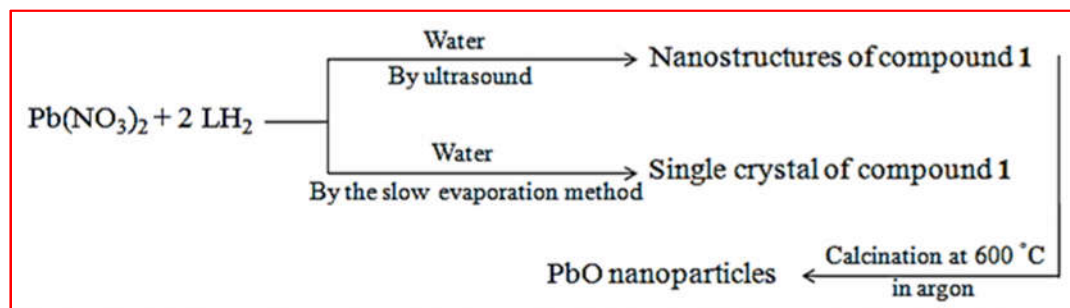 Water
By ultrasound
Nanostructures of compound 1
Pb(NO₃)₂ + 2 LH₂
Water
By the slow evaporation method
Single crystal of compound 1
Calcination at 600 °C
in argon
PbO nanoparticles